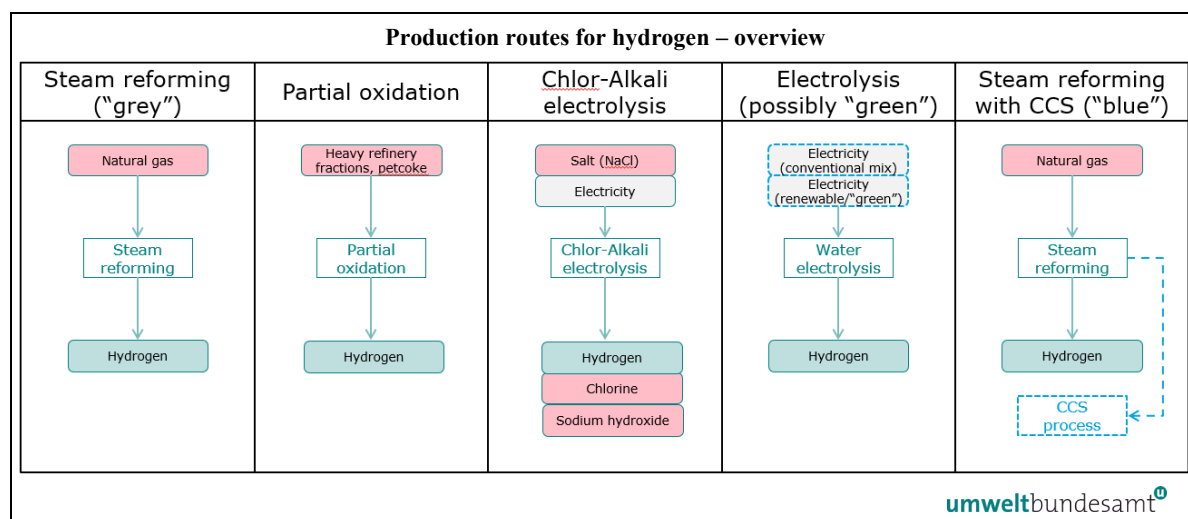 Production routes for hydrogen – overview
Steam reforming
(“grey”)
Partial oxidation
Chlor-Alkali
electrolysis
Electrolysis
(possibly “green”)
Steam reforming
with CCS (“blue”)
Natural gas
Steam
reforming
Hydrogen
Heavy refinery
fractions, petcoke
Partial
oxidation
Hydrogen
Salt (NaCl)
Electricity
Chlor-Alkali
electrolysis
Hydrogen
Chlorine
Sodium hydroxide
Electricity
(conventional mix)
Electricity
(renewable/“green”)
Water
electrolysis
Hydrogen
Natural gas
Steam
reforming
Hydrogen
CCS
process
umweltbundesamt
u